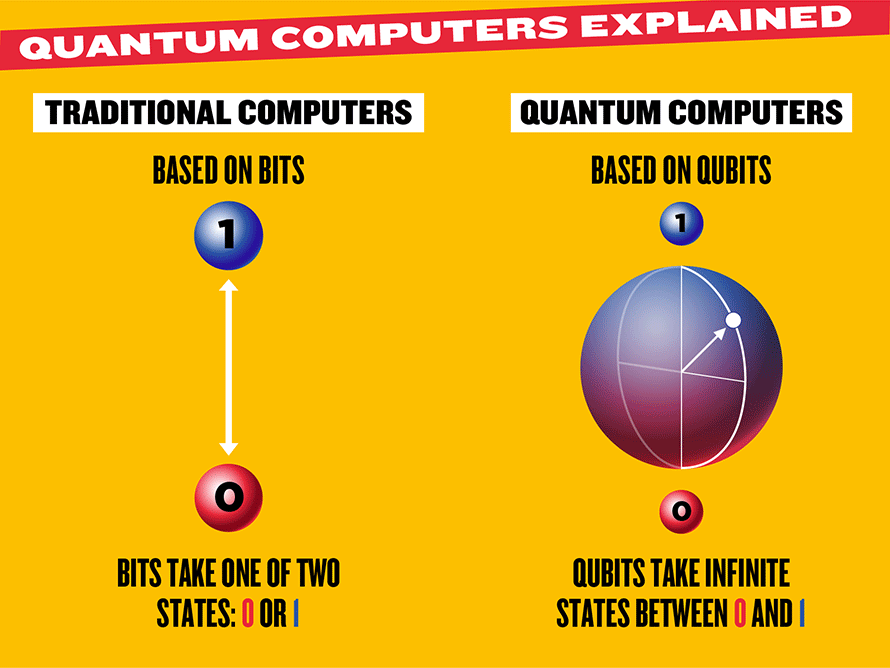 QUANTUM COMPUTERS EXPLAINED
TRADITIONAL COMPUTERS
BASED ON BITS
1
0
BITS TAKE ONE OF TWO
STATES: 0 OR 1
QUANTUM COMPUTERS
BASED ON QUBITS
1
0
QUBITS TAKE INFINITE
STATES BETWEEN 0 AND 1